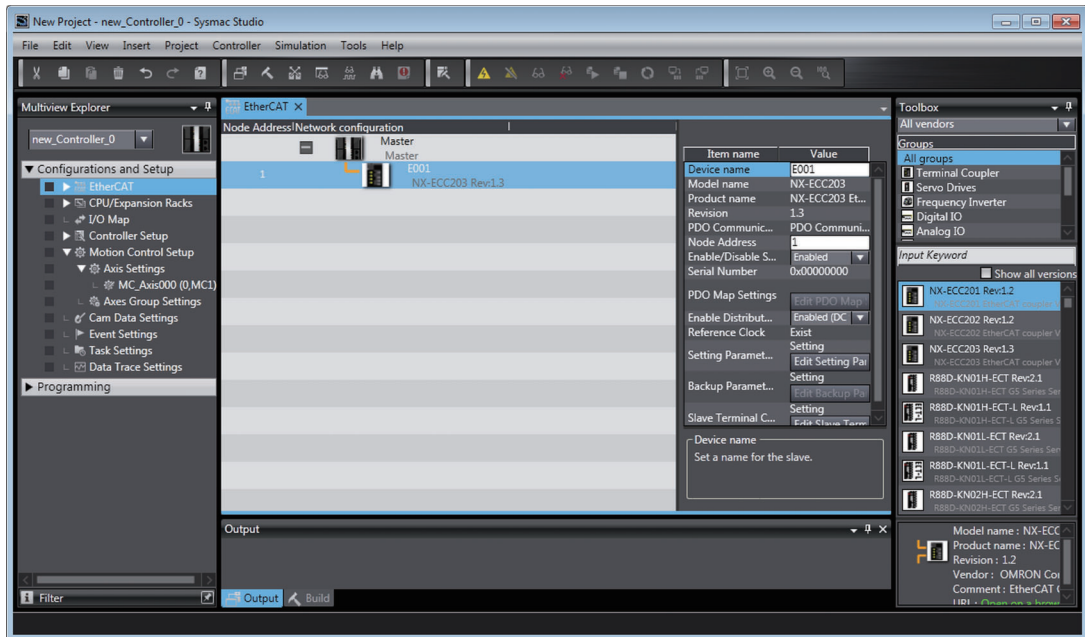 New Project - new_Controller_0 - Sysmac Studio
File Edit View Insert Project Controller Simulation Tools Help
Multiview Explorer
new_Controller_0
Configurations and Setup
EtherCAT
CPU/Expansion Racks
I/O Map
Controller Setup
Motion Control Setup
Axis Settings
MC_Axis000 (0,MC1)
Axes Group Settings
Cam Data Settings
Event Settings
Task Settings
Data Trace Settings
Programming
Filter
EtherCAT
Node Address Network configuration
Master
Master
1
E001
NX-ECC203 Rev:1.3
Item name Value
Device name E001
Model name NX-ECC203
Product name NX-ECC203 Et...
Revision 1.3
PDO Communic... PDO Communi...
Node Address 1
Enable/Disable S... Enabled
Serial Number 0x00000000
PDO Map Settings Edit PDO Map
Enable Distribut... Enabled (DC
Reference Clock Exist
Setting Paramet... Setting
Edit Setting Pa
Backup Paramet... Setting
Edit Backup Pa
Slave Terminal C... Setting
Edit Slave Term
Device name
Set a name for the slave.
Output
Output Build
Toolbox
All vendors
Groups
All groups
Terminal Coupler
Servo Drives
Frequency Inverter
Digital IO
Analog IO
Input Keyword
Show all versions
NX-ECC201 Rev:1.2
NX-ECC201 EtherCAT coupler V
NX-ECC202 Rev:1.2
NX-ECC202 EtherCAT coupler V
NX-ECC203 Rev:1.3
NX-ECC203 EtherCAT coupler V
R88D-KN01H-ECT Rev:2.1
R88D-KN01H-ECT G5 Series Ser
R88D-KN01H-ECT-L Rev:1.1
R88D-KN01H-ECT-L G5 Series S
R88D-KN01L-ECT Rev:2.1
R88D-KN01L-ECT G5 Series Ser
R88D-KN01L-ECT-L Rev:1.1
R88D-KN01L-ECT-L G5 Series S
R88D-KN02H-ECT Rev:2.1
R88D-KN02H-ECT G5 Series Ser
Model name : NX-ECC
Product name : NX-EC
Revision : 1.2
Vendor : OMRON Co
Comment : EtherCAT
URL : Open on a brow